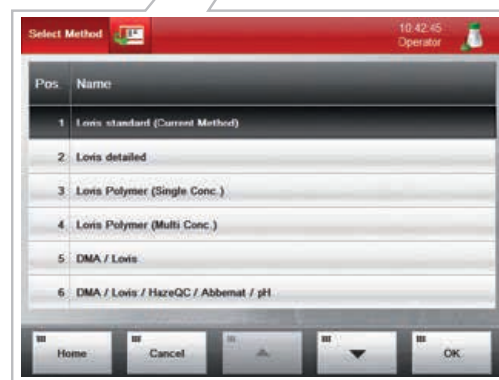 Select Method
10:42:45
Operator
Pos. Name
1 Lovis standard (Current Method)
2 Lovis detailed
3 Lovis Polymer (Single Conc.)
4 Lovis Polymer (Multi Conc.)
5 DMA / Lovis
6 DMA / Lovis / HazeQC / Abbemat / pH
Home Cancel OK